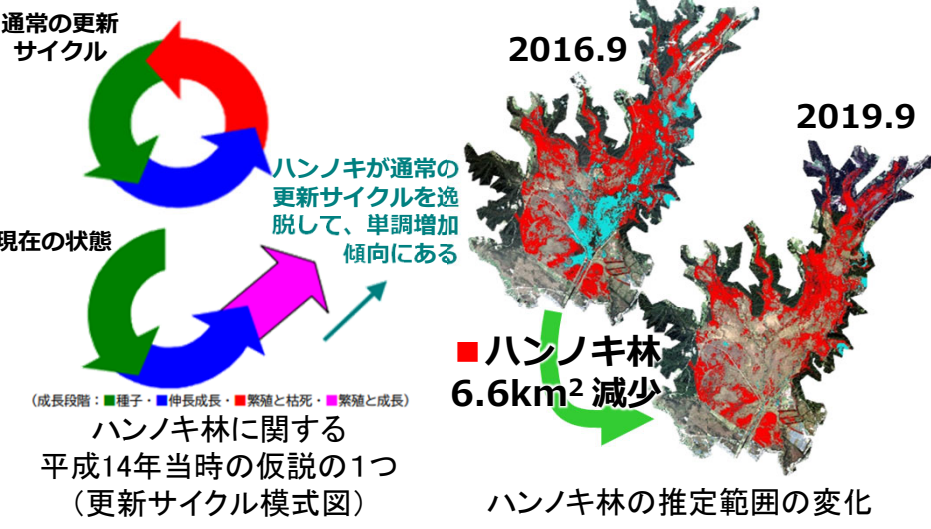 通常の更新
サイクル
現在の状態
ハンノキが通常の
更新サイクルを逸
脱して、単調増加
傾向にある
（成長段階：■種子・■伸長成長・■繁殖と枯死・■繁殖と成長）
ハンノキ林に関する
平成14年当時の仮説の1つ
（更新サイクル模式図）
2016.9
2019.9
■ハンノキ林
6.6km² 減少
ハンノキ林の推定範囲の変化